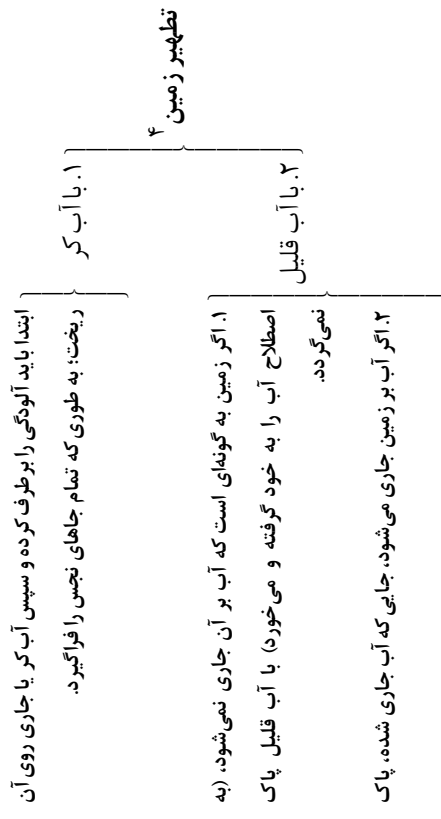 تطهیر زمین ۴
۱. با آب کر
ابتدا باید آلودگی را برطرف کرده و سپس آب کر یا جاری روی آن
ریخت؛ به طوری که تمام جاهای نجس را فراگیرد.
۲. با آب قلیل
۱. اگر زمین به گونه‌ای است که آب بر آن جاری نمی‌شود، (به
اصطلاح آب را به خود گرفته و می‌خورد) با آب قلیل پاک
نمی‌گردد.
۲. اگر آب بر زمین جاری می‌شود، جایی که آب جاری شده، پاک